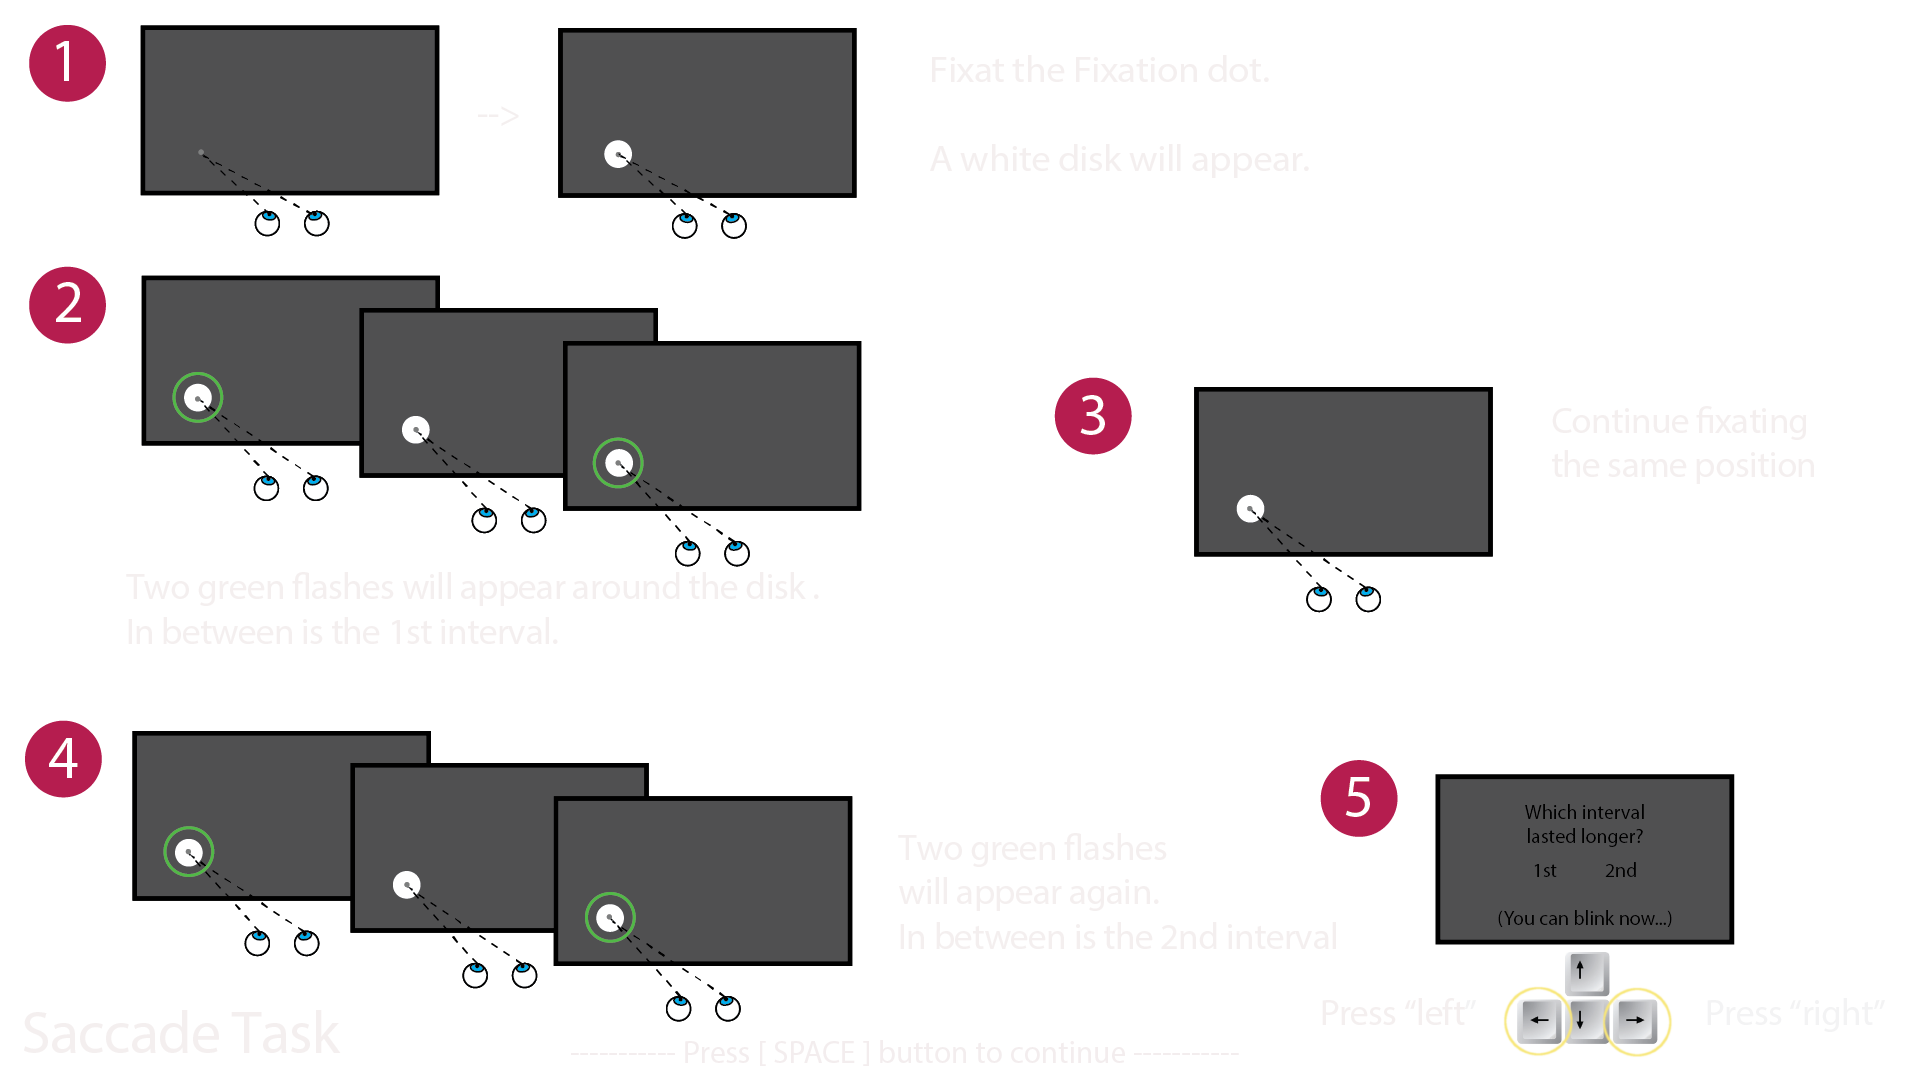 1
-->
Fixat the Fixation dot.
A white disk will appear.
2
Two green flashes will appear around the disk .
In between is the 1st interval.
3
Continue fixating
the same position
4
Two green flashes
will appear again.
In between is the 2nd interval
5
Which interval
lasted longer?
1st 2nd
(You can blink now...)
Press “left”
Press “right”
Saccade Task
----------- Press [ SPACE ] button to continue -----------